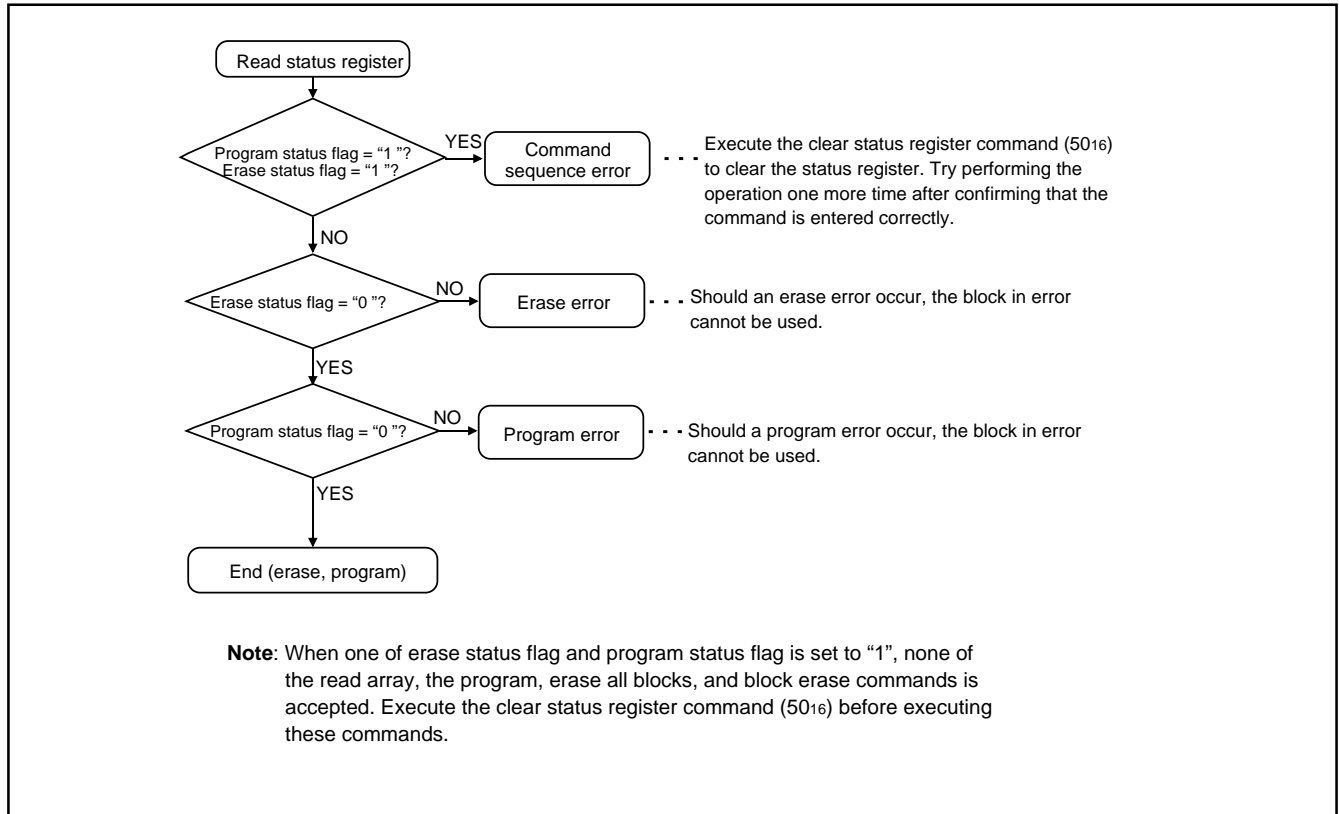 Read status register
Program status flag = “1 ”?
Erase status flag = “1 ”?
YES
Command
sequence error
Execute the clear status register command (5016)
to clear the status register. Try performing the
operation one more time after confirming that the
command is entered correctly.
NO
Erase status flag = “0 ”?
NO
Erase error
Should an erase error occur, the block in error
cannot be used.
YES
Program status flag = “0 ”?
NO
Program error
Should a program error occur, the block in error
cannot be used.
YES
End (erase, program)
Note: When one of erase status flag and program status flag is set to “1”, none of
the read array, the program, erase all blocks, and block erase commands is
accepted. Execute the clear status register command (5016) before executing
these commands.